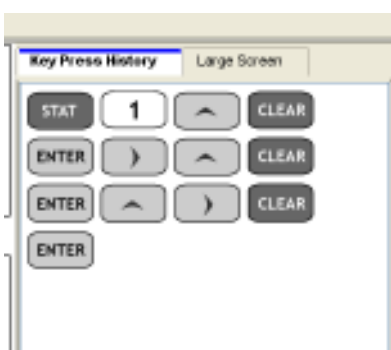 Key Press History Large Screen
STAT 1 CLEAR
ENTER CLEAR
ENTER CLEAR
ENTER